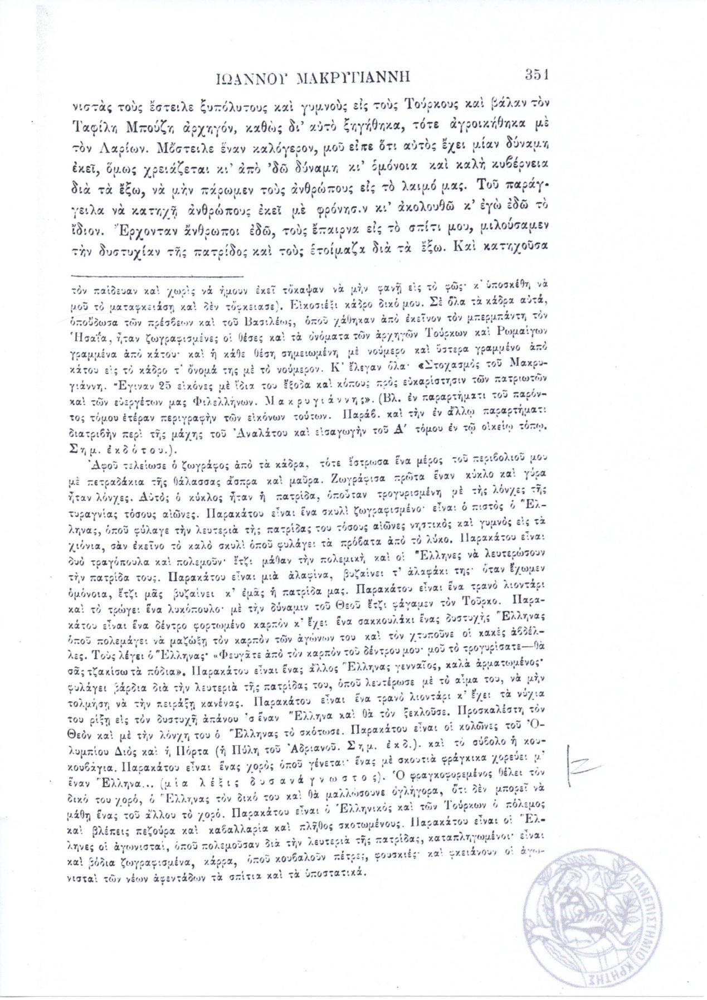 ΙΩΑΝΝΟΥ ΜΑΚΡΥΓΙΑΝΝΗ 351
νιστὰς τοὺς ἔστειλε ξυπόλυτους καὶ γυμνοὺς εἰς τοὺς Τούρκους καὶ βάλαν τὸν
Ταφίλη Μπούζη ἀρχηγόν, καθὼς δι' αὐτὸ ξηγήθηκα, τότε ἀγροικήθηκα μὲ
τὸν Λαρίων. Μὄστειλε ἕναν καλόγερον, μοῦ εἶπε ὅτι αὐτὸς ἔχει μίαν δύναμη
ἐκεῖ, ὅμως χρειάζεται κι' ἀπὸ 'δῶ δύναμη κι' ὁμόνοια καὶ καλὴ κυβέρνεια
διὰ τὰ ἔξω, νὰ μὴν πάρωμεν τοὺς ἀνθρώπους εἰς τὸ λαιμό μας. Τοῦ παράγ-
γειλα νὰ κατηχῇ ἀνθρώπους ἐκεῖ μὲ φρόνησιν κι' ἀκολουθῶ κ' ἐγὼ ἐδῶ τὸ
ἴδιον. Ἔρχονταν ἄνθρωποι ἐδῶ, τοὺς ἔπαιρνα εἰς τὸ σπίτι μου, μιλούσαμεν
τὴν δυστυχίαν τῆς πατρίδος καὶ τοὺς ἑτοίμαζα διὰ τὰ ἔξω. Καὶ κατηχοῦσα
τὸν παίδευαν καὶ χωρὶς νά ἤμουν ἐκεῖ τὄκαψαν νὰ μὴν φανῇ εἰς τὸ φῶς· κ' ὑποσκέθη νὰ
μοῦ τὸ ματαφκειάσῃ καὶ δὲν τὄφκειασε). Εἰκοσιέξι κάδρο δικό μου. Σὲ ὅλα τὰ κάδρα αὐτά,
ὁποὔδωσα τῶν πρέσβεων καὶ τοῦ Βασιλέως, ὁποῦ χάθηκαν ἀπὸ ἐκεῖνον τὸν μπερμπάντη τὸν
Ἡσαΐα, ἦταν ζωγραφισμένες οἱ θέσες καὶ τὰ ὀνόματα τῶν ἀρχηγῶν Τούρκων καὶ Ρωμαίγων
γραμμένα ἀπὸ κάτου· καὶ ἡ κάθε θέση σημειωμένη μὲ νούμερο καὶ ὕστερα γραμμένο ἀπὸ
κάτου εἰς τὸ κάδρο τ' ὄνομά της μὲ τὸ νούμερον. Κ' ἔλεγαν ὅλα· «Στοχασμὸς τοῦ Μακρυ-
γιάννη. Ἔγιναν 25 εἰκόνες μὲ ἴδια του ἔξοδα καὶ κόπους πρὸς εὐκαρίστησιν τῶν πατριωτῶν
καὶ τῶν εὐεργέτων μας Φιλελλήνων. Μακρυγιάννης». (Βλ. ἐν παραρτήματι τοῦ παρόν-
τος τόμου ἑτέραν περιγραφὴν τῶν εἰκόνων τούτων. Παράβ. καὶ τὴν ἐν ἄλλῳ παραρτήματι
διατριβὴν περὶ τῆς μάχης τοῦ Ἀναλάτου καὶ εἰσαγωγὴν τοῦ Α' τόμου ἐν τῷ οἰκείῳ τόπῳ.
Σημ. ἐκδότου.).
Ἀφοῦ τελείωσε ὁ ζωγράφος ἀπὸ τὰ κάδρα, τότε ἔστρωσα ἕνα μέρος τοῦ περιβολιοῦ μου
μὲ πετραδάκια τῆς θάλασσας ἄσπρα καὶ μαῦρα. Ζωγράφισα πρῶτα ἕναν κύκλο καὶ γύρα
ἦταν λόνχες. Αὐτὸς ὁ κύκλος ἦταν ἡ πατρίδα, ὁποῦταν τρογυρισμένη μὲ τῆς λόνχες τῆς
τυραγνίας τόσους αἰῶνες. Παρακάτου εἶναι ἕνα σκυλὶ ζωγραφισμένο· εἶναι ὁ πιστὸς ὁ Ἕλ-
ληνας, ὁποῦ φύλαγε τὴν λευτεριὰ τῆς πατρίδας του τόσους αἰῶνες νηστικὸς καὶ γυμνὸς εἰς τὰ
χιόνια, σὰν ἐκεῖνο τὸ καλὸ σκυλὶ ὁποῦ φυλάγει τὰ πρόβατα ἀπὸ τὸ λύκο. Παρακάτου εἶναι
δυὸ τραγόπουλα καὶ πολεμοῦν· ἔτζι μάθαν τὴν πολεμικὴ καὶ οἱ Ἕλληνες νὰ λευτερώσουν
τὴν πατρίδα τους. Παρακάτου εἶναι μιὰ ἀλαφίνα, βυζαίνει τ' ἀλαφάκι της· ὅταν ἔχωμεν
ὁμόνοια, ἔτζι μᾶς βυζαίνει κ' ἐμᾶς ἡ πατρίδα μας. Παρακάτου εἶναι ἕνα τρανὸ λιοντάρι
καὶ τὸ τρώγει ἕνα λυκόπουλο· μὲ τὴν δύναμιν τοῦ Θεοῦ ἔτζι φάγαμεν τὸν Τοῦρκο. Παρα-
κάτου εἶναι ἕνα δέντρο φορτωμένο καρπὸν κ' ἔχει ἕνα σακκουλάκι ἕνας δυστυχὴς Ἕλληνας
ὁποῦ πολεμάγει νὰ μαζώξῃ τὸν καρπὸν τῶν ἀγώνων του καὶ τὸν χτυποῦνε οἱ κακὲς ἀβδέλ-
λες. Τοὺς λέγει ὁ Ἕλληνας· «Φευγᾶτε ἀπὸ τὸν καρπὸν τοῦ δέντρου μου· μοῦ τὸ τρογυρίσατε—θὰ
σᾶς τζακίσω τὰ πόδια». Παρακάτου εἶναι ἕνας ἄλλος Ἕλληνας γενναῖος, καλὰ ἀρματωμένος·
φυλάγει βάρδια διὰ τὴν λευτεριὰ τῆς πατρίδας του, ὁποῦ λευτέρωσε μὲ τὸ αἷμα του, νὰ μὴν
τολμήσῃ νὰ τὴν πειράξῃ κανένας. Παρακάτου εἶναι ἕνα τρανὸ λιοντάρι κ' ἔχει τὰ νύχια
του ρίξῃ εἰς τὸν δυστυχῆ ἀπάνου 'σ ἕναν Ἕλληνα καὶ θὰ τὸν ξεκλοῦσε. Προσκαλέστη τὸν
Θεὸν καὶ μὲ τὴν λόνχη του ὁ Ἕλληνας τὸ σκότωσε. Παρακάτου εἶναι οἱ κολῶνες τοῦ Ὀ-
λυμπίου Διὸς καὶ ἡ Πόρτα (ἡ Πύλη τοῦ Ἀδριανοῦ. Σημ. ἐκδ.). καὶ τὸ σύβολο ἡ κου-
κουβάγια. Παρακάτου εἶναι ἕνας χορὸς ὁποῦ γένεται· ἕνας μὲ σκουτιὰ φράγκικα χορεύει μ'
ἕναν Ἕλληνα... (μία λέξις δυσανάγνωστος). Ὁ φραγκοφορεμένος θέλει τὸν
δικό του χορό, ὁ Ἕλληνας τὸν δικό του καὶ θὰ μαλλώσουνε ὀγλήγορα, ὅτι δὲν μπορεῖ νὰ
μάθῃ ἕνας τοῦ ἄλλου τὸ χορό. Παρακάτου εἶναι ὁ Ἑλληνικὸς καὶ τῶν Τούρκων ὁ πόλεμος
καὶ βλέπεις πεζούρα καὶ καβαλλαρία καὶ πλῆθος σκοτωμένους. Παρακάτου εἶναι οἱ Ἕλ-
ληνες οἱ ἀγωνισταί, ὁποῦ πολεμοῦσαν διὰ τὴν λευτεριὰ τῆς πατρίδας, καταπληγωμένοι· εἶναι
καὶ βόδια ζωγραφισμένα, κάρρα, ὁποῦ κουβαλοῦν πέτρες, φουσκιές· καὶ φκειάνουν οἱ ἀγω-
νισταὶ τῶν νέων ἀφεντάδων τὰ σπίτια καὶ τὰ ὑποστατικά.
ΠΑΝΕΠΙΣΤΗΜΙΟ ΚΡΗΤΗΣ